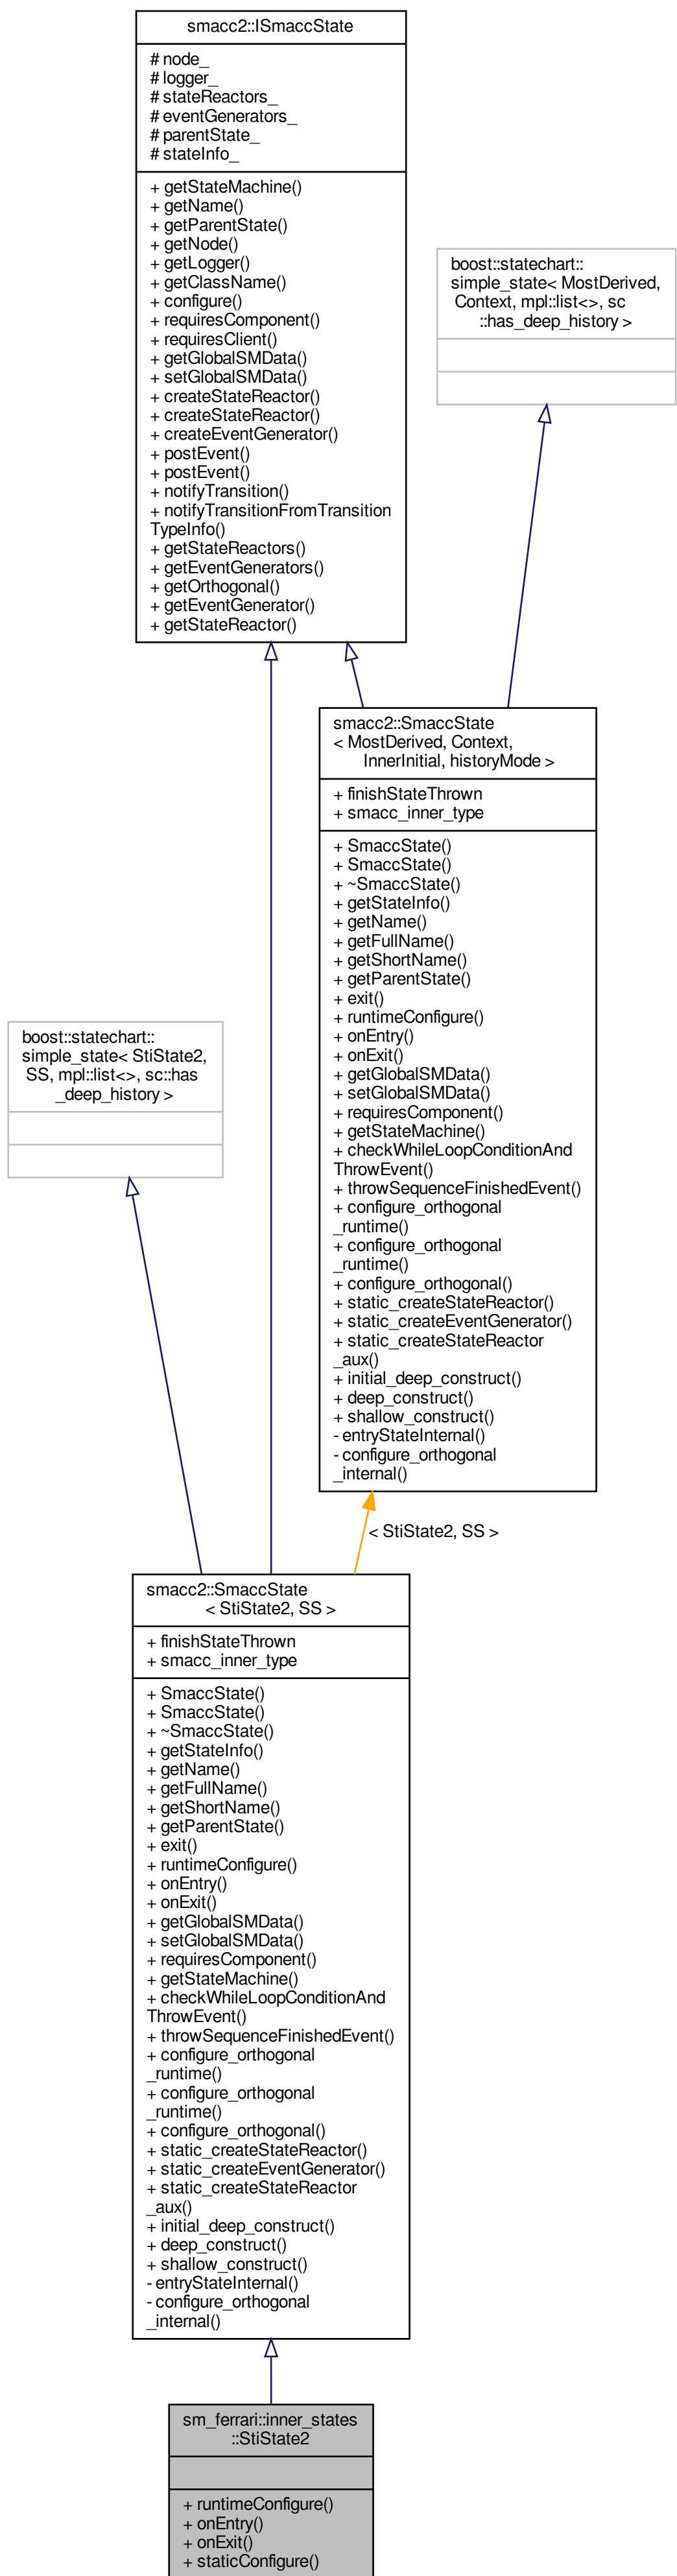 smacc2::ISmaccState
# node_
# logger_
# stateReactors_
# eventGenerators_
# parentState_
# stateInfo_
+ getStateMachine()
+ getName()
+ getParentState()
+ getNode()
+ getLogger()
+ getClassName()
+ configure()
+ requiresComponent()
+ requiresClient()
+ getGlobalSMData()
+ setGlobalSMData()
+ createStateReactor()
+ createStateReactor()
+ createEventGenerator()
+ postEvent()
+ postEvent()
+ notifyTransition()
+ notifyTransitionFromTransition
TypeInfo()
+ getStateReactors()
+ getEventGenerators()
+ getOrthogonal()
+ getEventGenerator()
+ getStateReactor()
boost::statechart::
simple_state< MostDerived,
Context, mpl::list<>, sc
::has_deep_history >
smacc2::SmaccState
< MostDerived, Context,
InnerInitial, historyMode >
+ finishStateThrown
+ smacc_inner_type
+ SmaccState()
+ SmaccState()
+ ~SmaccState()
+ getStateInfo()
+ getName()
+ getFullName()
+ getShortName()
+ getParentState()
+ exit()
+ runtimeConfigure()
+ onEntry()
+ onExit()
+ getGlobalSMData()
+ setGlobalSMData()
+ requiresComponent()
+ getStateMachine()
+ checkWhileLoopConditionAnd
ThrowEvent()
+ throwSequenceFinishedEvent()
+ configure_orthogonal
_runtime()
+ configure_orthogonal
_runtime()
+ configure_orthogonal()
+ static_createStateReactor()
+ static_createEventGenerator()
+ static_createStateReactor
_aux()
+ initial_deep_construct()
+ deep_construct()
+ shallow_construct()
- entryStateInternal()
- configure_orthogonal
_internal()
boost::statechart::
simple_state< StiState2,
SS, mpl::list<>, sc::has
_deep_history >
< StiState2, SS >
smacc2::SmaccState
< StiState2, SS >
+ finishStateThrown
+ smacc_inner_type
+ SmaccState()
+ SmaccState()
+ ~SmaccState()
+ getStateInfo()
+ getName()
+ getFullName()
+ getShortName()
+ getParentState()
+ exit()
+ runtimeConfigure()
+ onEntry()
+ onExit()
+ getGlobalSMData()
+ setGlobalSMData()
+ requiresComponent()
+ getStateMachine()
+ checkWhileLoopConditionAnd
ThrowEvent()
+ throwSequenceFinishedEvent()
+ configure_orthogonal
_runtime()
+ configure_orthogonal
_runtime()
+ configure_orthogonal()
+ static_createStateReactor()
+ static_createEventGenerator()
+ static_createStateReactor
_aux()
+ initial_deep_construct()
+ deep_construct()
+ shallow_construct()
- entryStateInternal()
- configure_orthogonal
_internal()
sm_ferrari::inner_states
::StiState2
+ runtimeConfigure()
+ onEntry()
+ onExit()
+ staticConfigure()